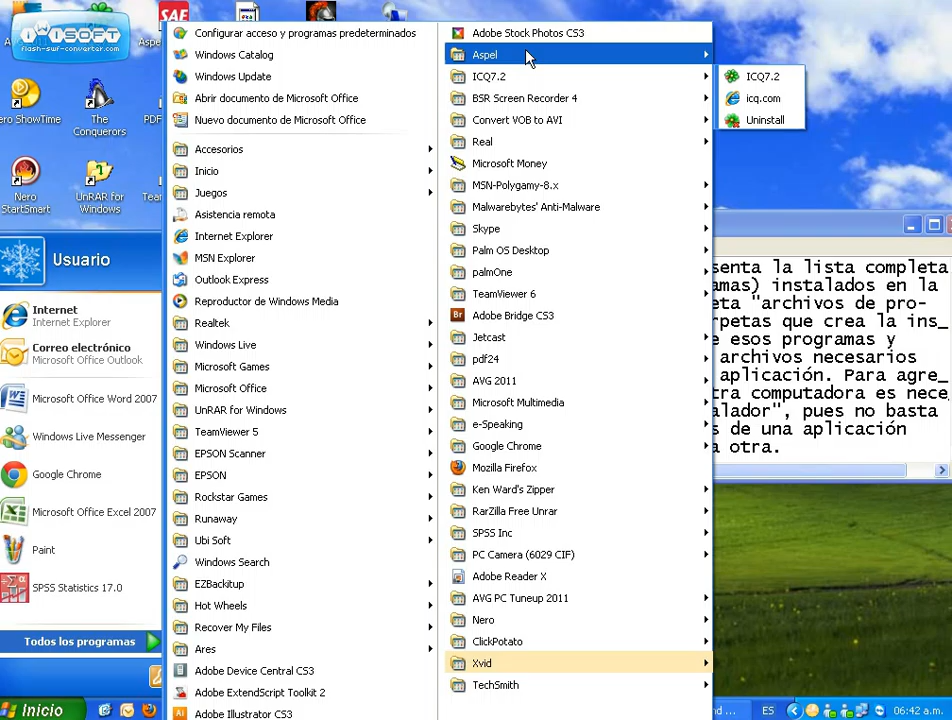 iWiSOFT
flash-swf-converter.com
SAE
Nero ShowTime
The
Conquerors
PDF
Nero
StartSmart
UnRAR for
Windows
Usuario
Internet
Internet Explorer
Correo electrónico
Microsoft Office Outlook
Microsoft Office Word 2007
Windows Live Messenger
Google Chrome
Microsoft Office Excel 2007
Paint
SPSS Statistics 17.0
Todos los programas
Inicio
Configurar acceso y programas predeterminados
Windows Catalog
Windows Update
Abrir documento de Microsoft Office
Nuevo documento de Microsoft Office
Accesorios
Inicio
Juegos
Asistencia remota
Internet Explorer
MSN Explorer
Outlook Express
Reproductor de Windows Media
Realtek
Windows Live
Microsoft Games
Microsoft Office
UnRAR for Windows
TeamViewer 5
EPSON Scanner
EPSON
Rockstar Games
Runaway
Ubi Soft
Windows Search
EZBackitup
Hot Wheels
Recover My Files
Ares
Adobe Device Central CS3
Adobe ExtendScript Toolkit 2
Adobe Illustrator CS3
Adobe Stock Photos CS3
Aspel
ICQ7.2
BSR Screen Recorder 4
Convert VOB to AVI
Real
Microsoft Money
MSN-Polygamy-8.x
Malwarebytes' Anti-Malware
Skype
Palm OS Desktop
palmOne
TeamViewer 6
Adobe Bridge CS3
Jetcast
pdf24
AVG 2011
Microsoft Multimedia
e-Speaking
Google Chrome
Mozilla Firefox
Ken Ward's Zipper
RarZilla Free Unrar
SPSS Inc
PC Camera (6029 CIF)
Adobe Reader X
AVG PC Tuneup 2011
Nero
ClickPotato
Xvid
TechSmith
ICQ7.2
icq.com
Uninstall
senta la lista completa
amas) instalados en la
eta "archivos de pro-
rpetas que crea la ins_
e esos programas y
archivos necesarios
aplicación. Para agre_
tra computadora es nece
alador", pues no basta
s de una aplicación
a otra.
nd ...
ES
06:42 a.m.